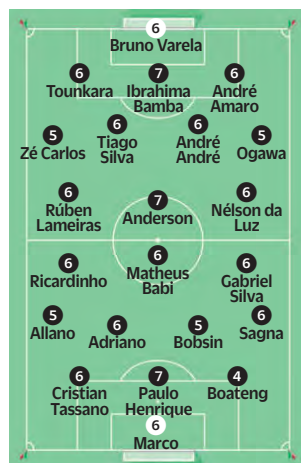 6
Bruno Varela
6 7 6
Tounkara Ibrahima André
Bamba Amaro
5 6 6 5
Zé Carlos Tiago André Ogawa
Silva André
6 7 6
Rúben Anderson Nélson da
Lameiras Luz
6 6 6
Ricardinho Matheus Gabriel
Babi Silva
5 6 5 6
Allano Adriano Bobsin Sagna
6 7 4
Cristian Paulo Boateng
Tassano Henrique
6
Marco